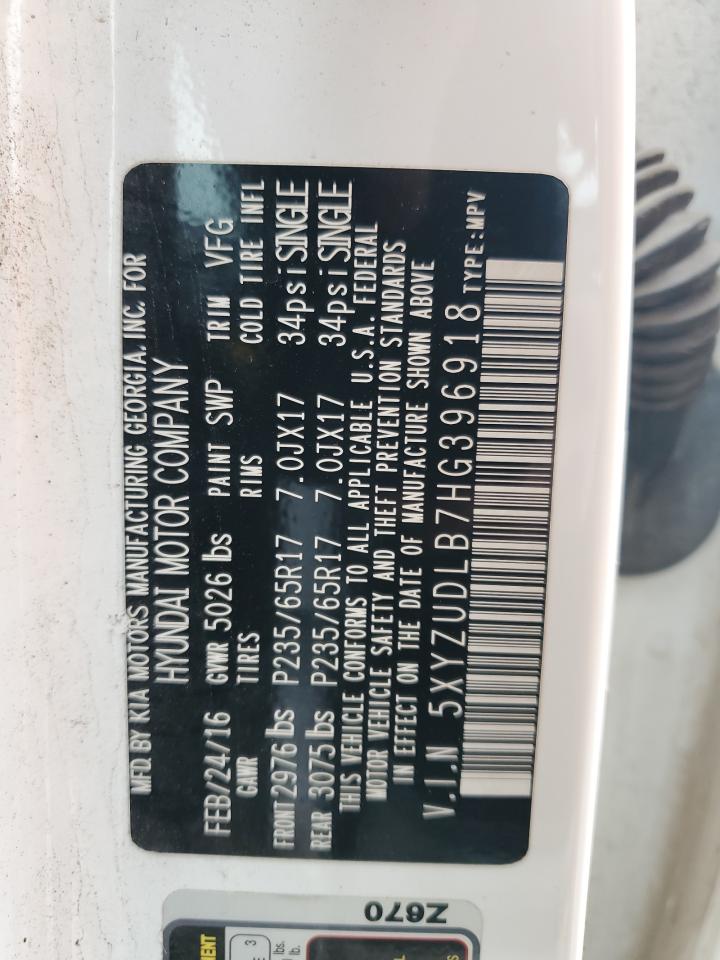 MFD. BY KIA MOTORS MANUFACTURING GEORGIA, INC. FOR
HYUNDAI MOTOR COMPANY
FEB/24/16 GVWR 5026 lbs PAINT SWP TRIM VFG
GAWR TIRES RIMS COLD TIRE INFL
FRONT 2976 lbs P235/65R17 7.0JX17 34psi SINGLE
REAR 3075 lbs P235/65R17 7.0JX17 34psi SINGLE
THIS VEHICLE CONFORMS TO ALL APPLICABLE U.S.A. FEDERAL
MOTOR VEHICLE SAFETY AND THEFT PREVENTION STANDARDS
IN EFFECT ON THE DATE OF MANUFACTURE SHOWN ABOVE
V.I.N 5XYZUDLB7HG396918 TYPE:MPV
Z670
3
lbs.
lb.